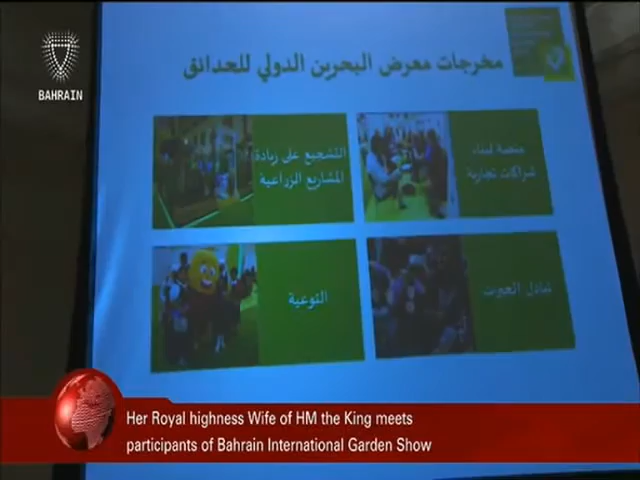 BAHRAIN
مخرجات معرض البحرين الدولي للحدائق
منصة لبناء
شراكات تجارية
التشجيع على زيادة
المشاريع الزراعية
تبادل الخبرات
التوعية
Her Royal highness Wife of HM the King meets
participants of Bahrain International Garden Show